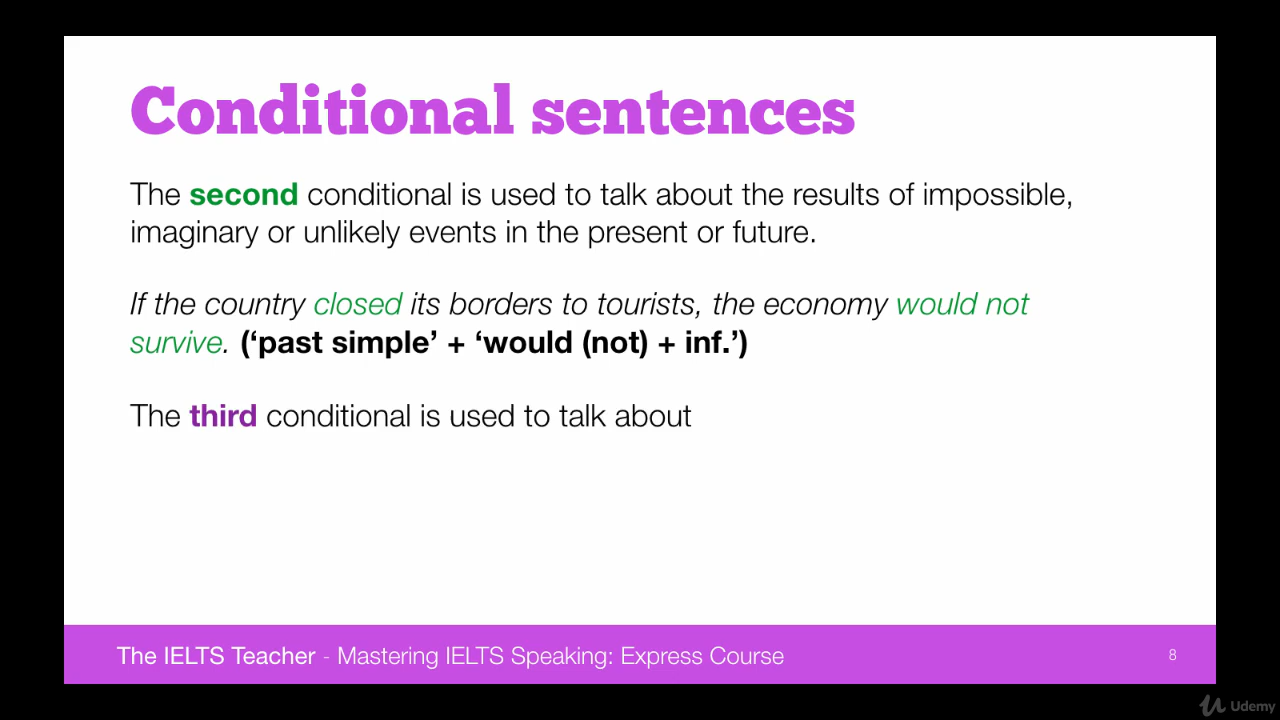 Conditional sentences
The second conditional is used to talk about the results of impossible,
imaginary or unlikely events in the present or future.
If the country closed its borders to tourists, the economy would not
survive. (‘past simple’ + ‘would (not) + inf.’)
The third conditional is used to talk about
The IELTS Teacher - Mastering IELTS Speaking: Express Course
8
Udemy